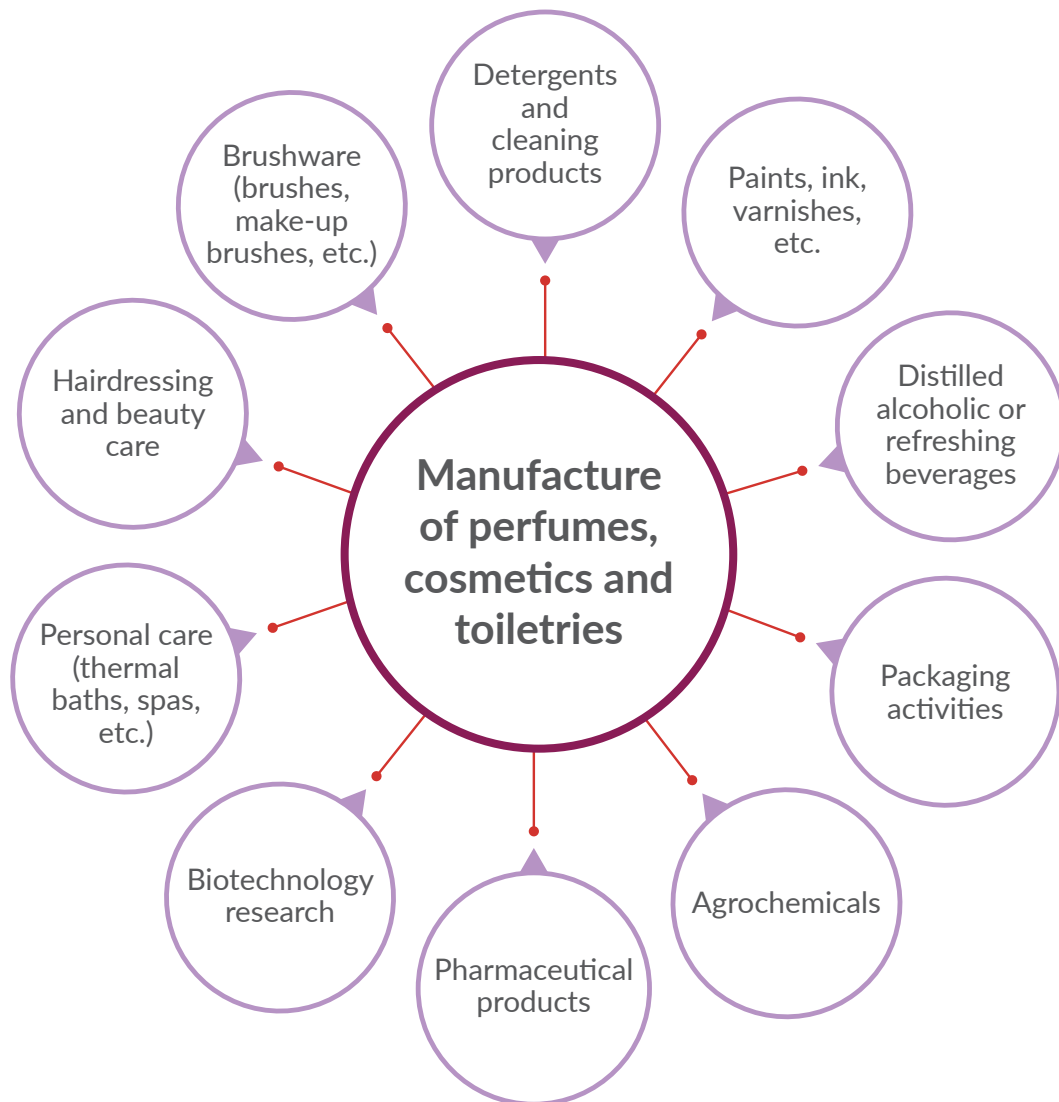 Detergents
and
cleaning
products
Paints, ink,
varnishes,
etc.
Distilled
alcoholic or
refreshing
beverages
Packaging
activities
Agrochemicals
Pharmaceutical
products
Biotechnology
research
Personal care
(thermal
baths, spas,
etc.)
Hairdressing
and beauty
care
Brushware
(brushes,
make-up
brushes, etc.)
Manufacture
of perfumes,
cosmetics and
toiletries